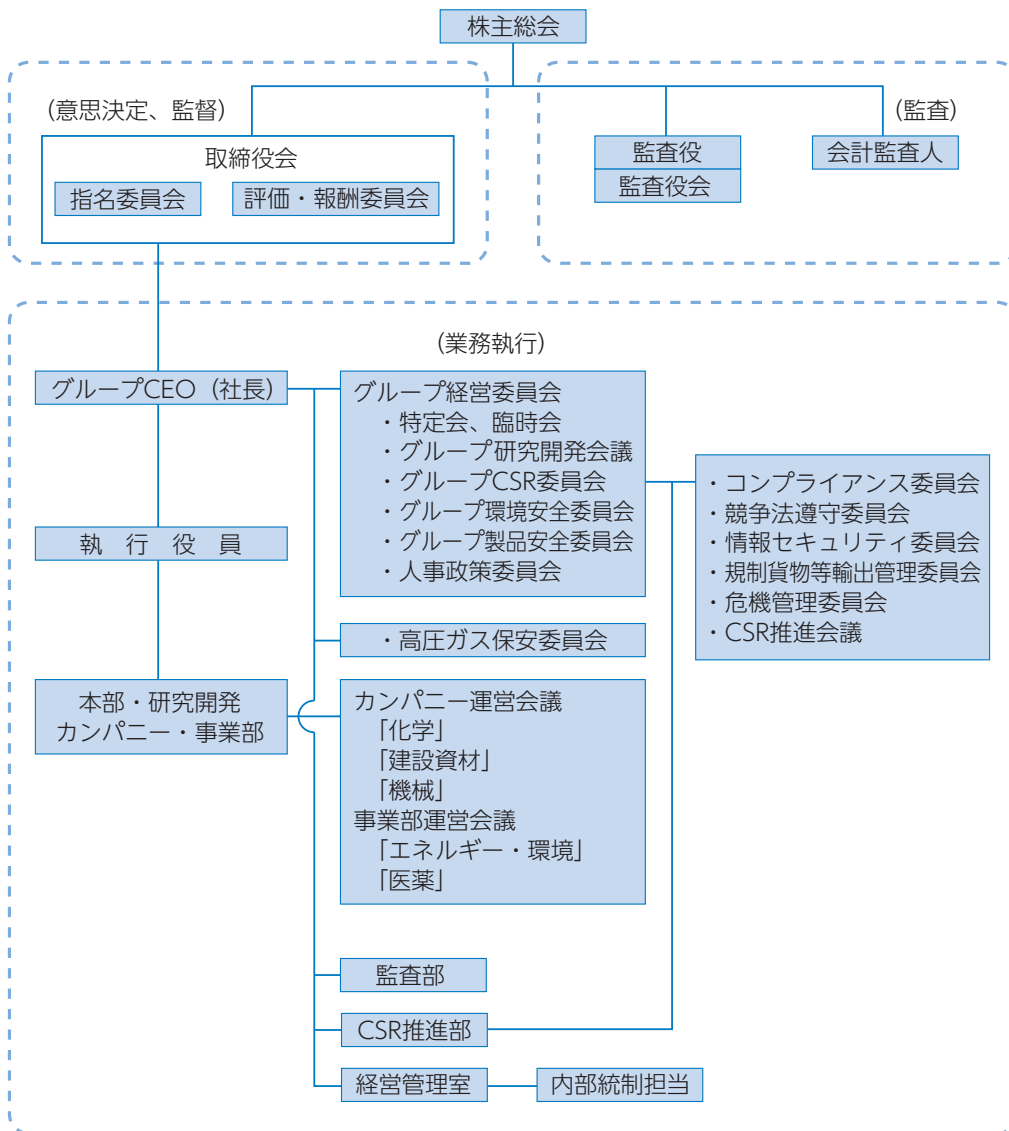 株主総会
(意思決定、監督)
(監査)
取締役会
指名委員会
評価・報酬委員会
監査役
監査役会
会計監査人
(業務執行)
グループCEO（社長）
グループ経営委員会
・特定会、臨時会
・グループ研究開発会議
・グループCSR委員会
・グループ環境安全委員会
・グループ製品安全委員会
・人事政策委員会
・コンプライアンス委員会
・競争法遵守委員会
・情報セキュリティ委員会
・規制貨物等輸出管理委員会
・危機管理委員会
・CSR推進会議
執　行　役　員
・高圧ガス保安委員会
本部・研究開発
カンパニー・事業部
カンパニー運営会議
「化学」
「建設資材」
「機械」
事業部運営会議
「エネルギー・環境」
「医薬」
監査部
CSR推進部
経営管理室
内部統制担当